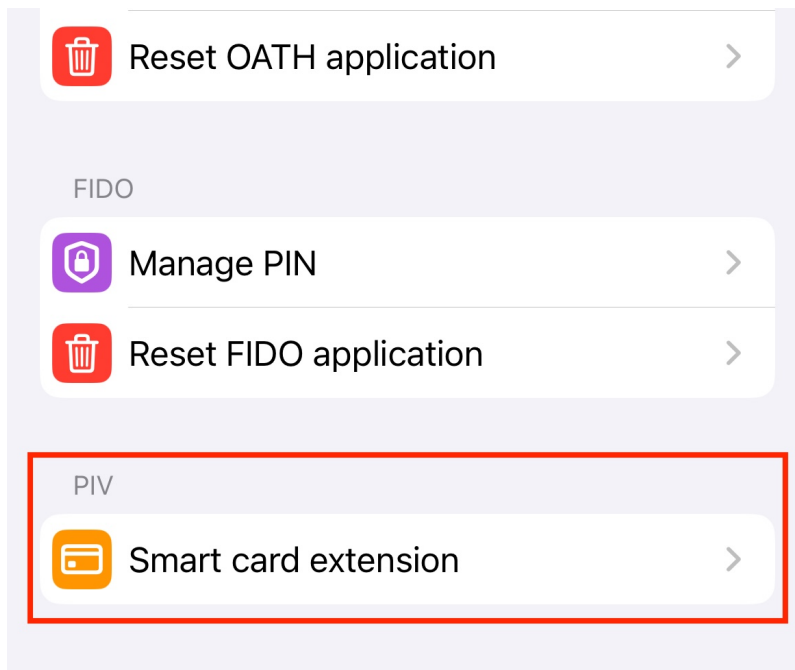 Reset OATH application
FIDO
Manage PIN
Reset FIDO application
PIV
Smart card extension